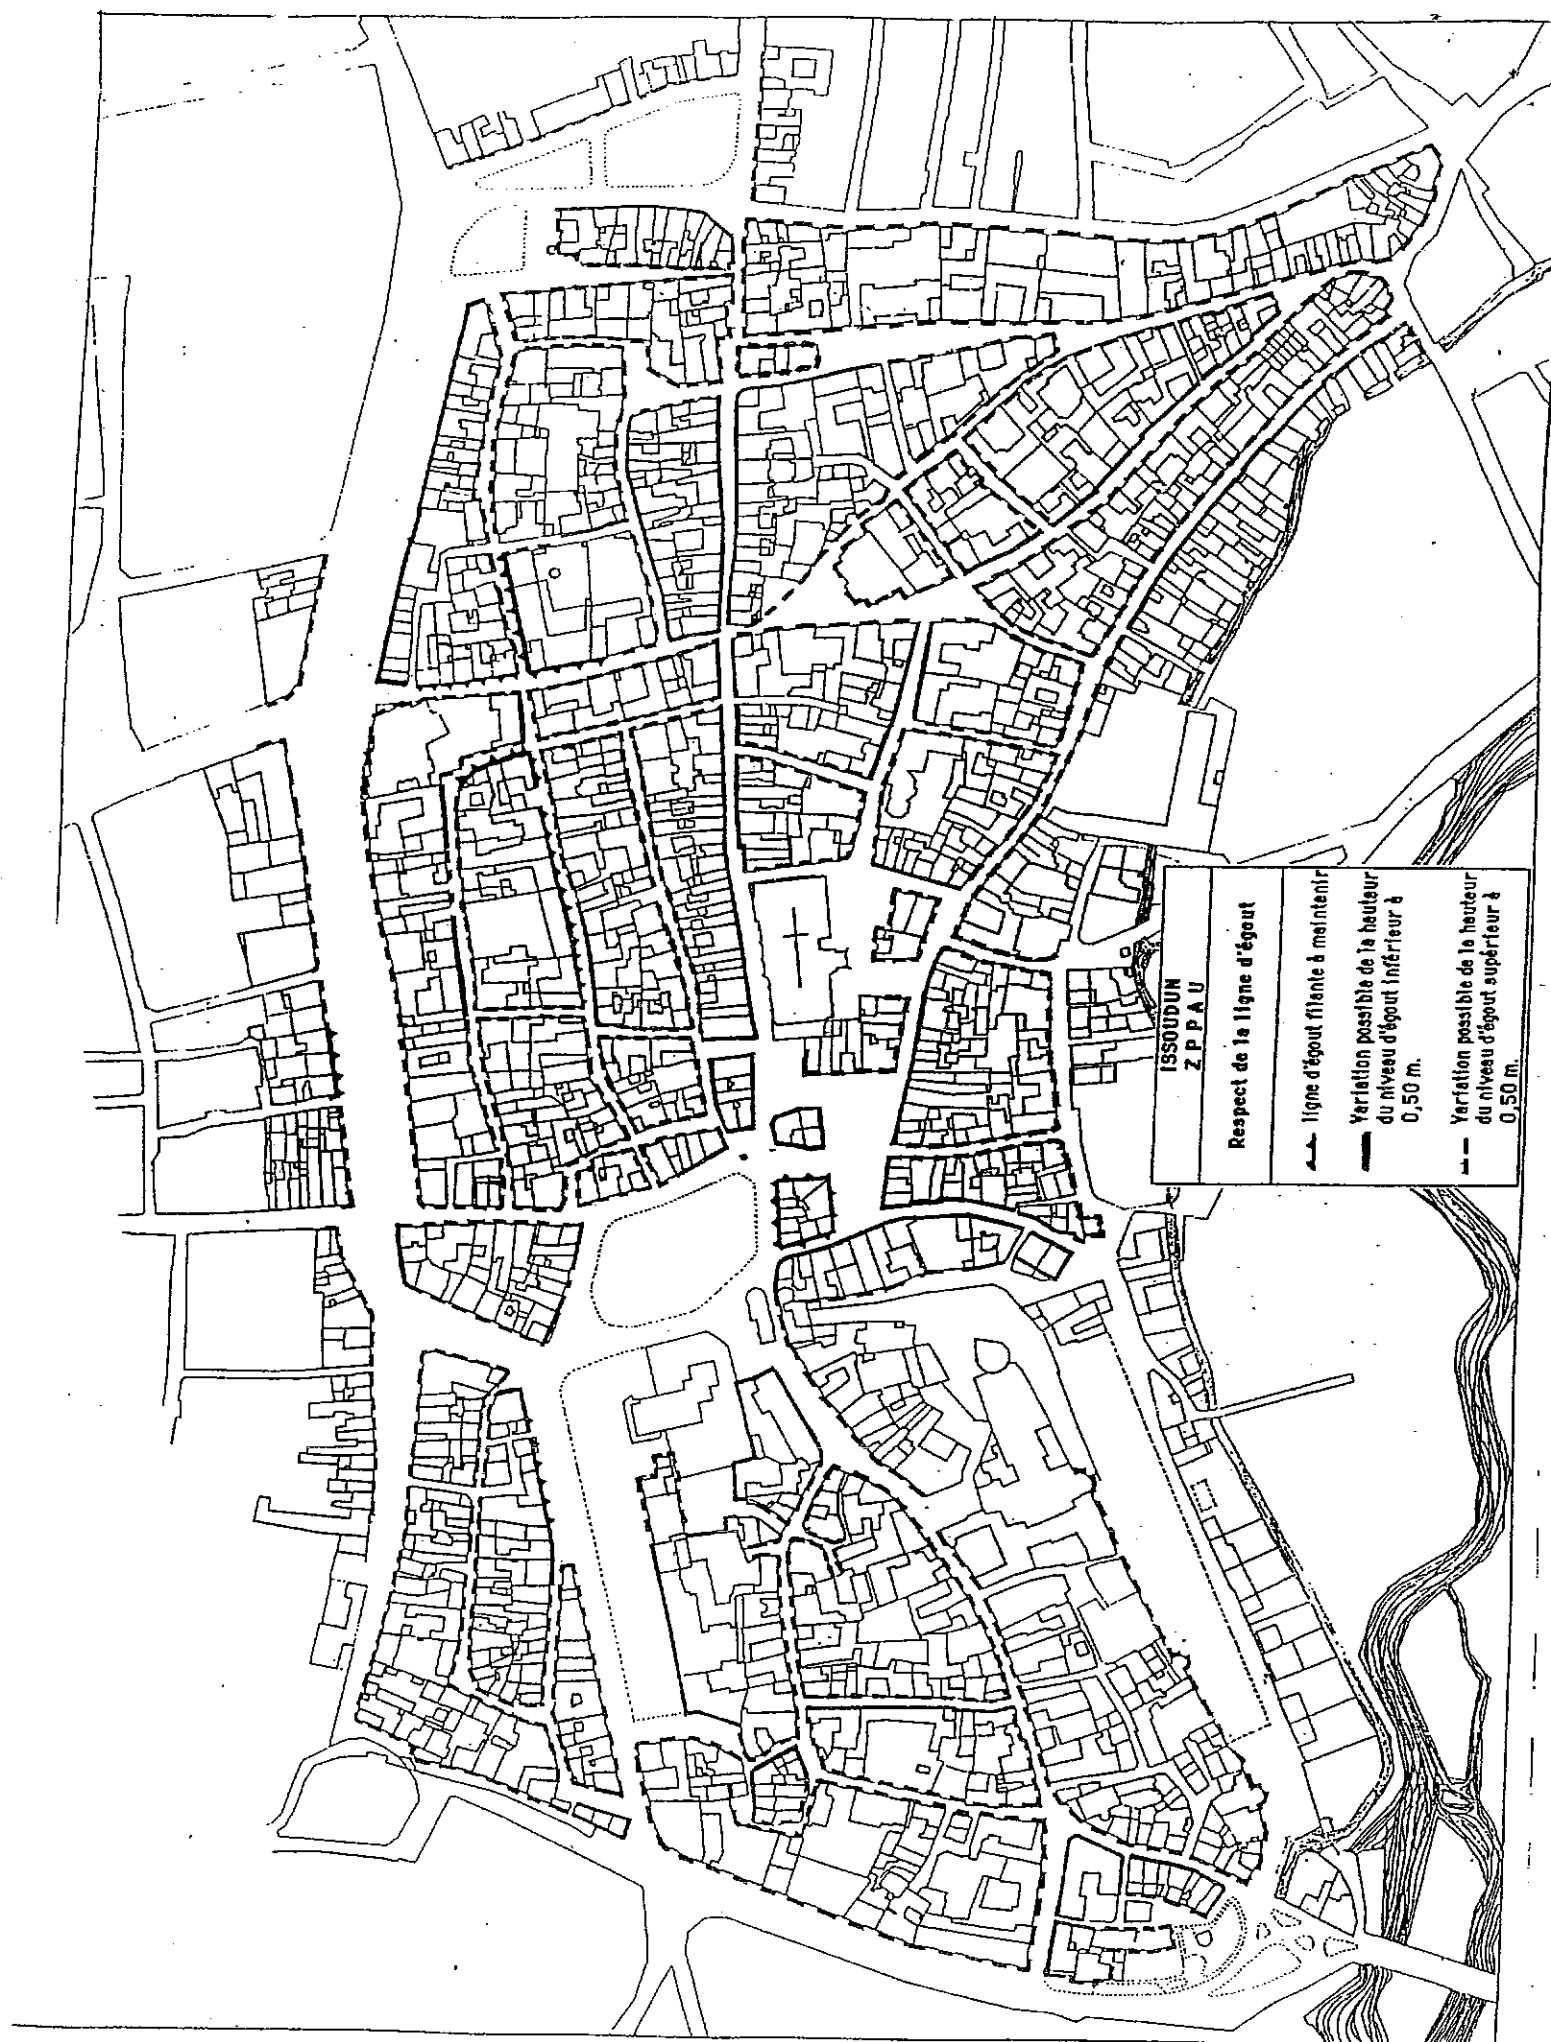 ISSOUDUN
Z P P A U
Respect de la ligne d'égout
ligne d'égout filante à maintenir
Variation possible de la hauteur
du niveau d'égout inférieur à
0,50 m.
Variation possible de la hauteur
du niveau d'égout supérieur à
0,50 m.